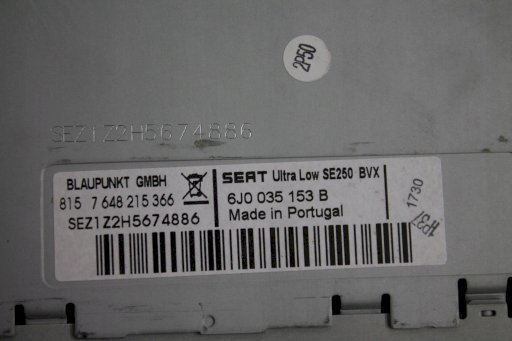 2P50
SEZ1Z2H5674886
BLAUPUNKT GMBH
815 7 648 215 366
SEZ1Z2H5674886
SEAT Ultra Low SE250 BVX
6J0 035 153 B
Made in Portugal
1730
HP37